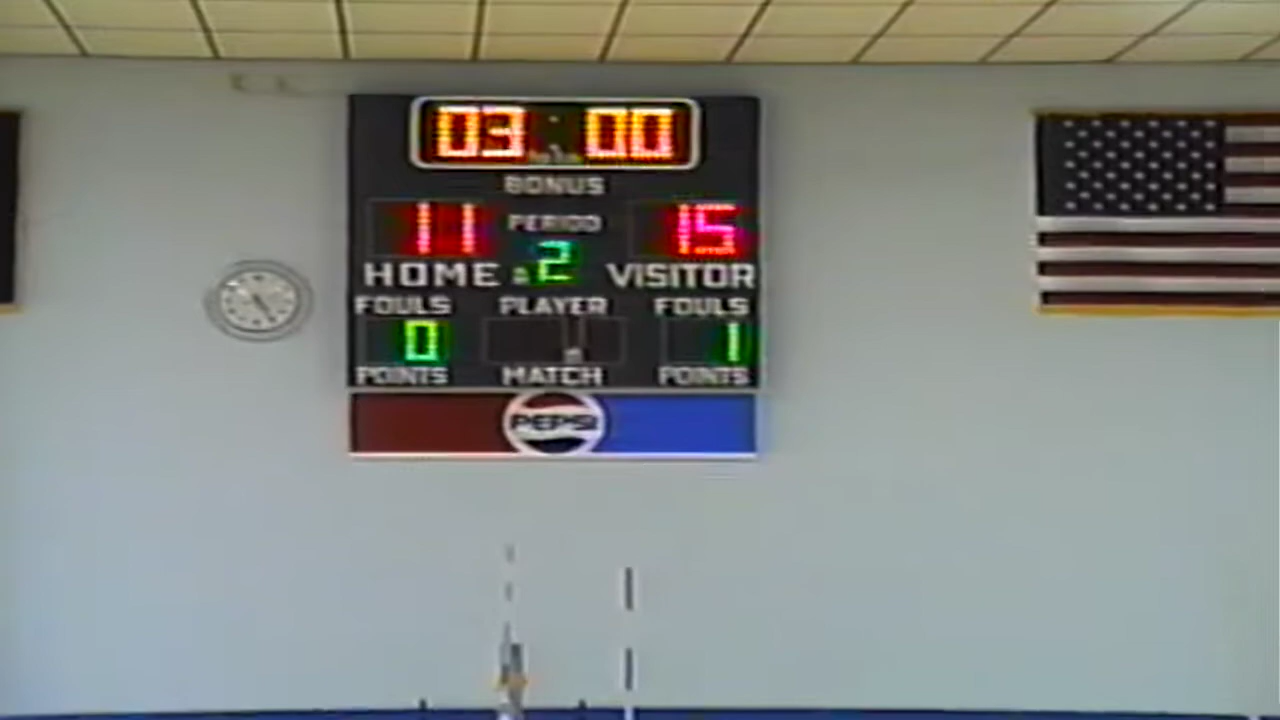 03:00
BONUS
11 PERIOD 15
HOME 2 VISITOR
FOULS PLAYER FOULS
0 1
POINTS MATCH POINTS
PEPSI